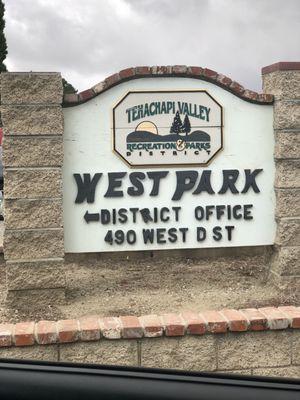 TEHACHAPI VALLEY
RECREATION & PARKS
DISTRICT
WEST PARK
DISTRICT OFFICE
490 WEST D ST